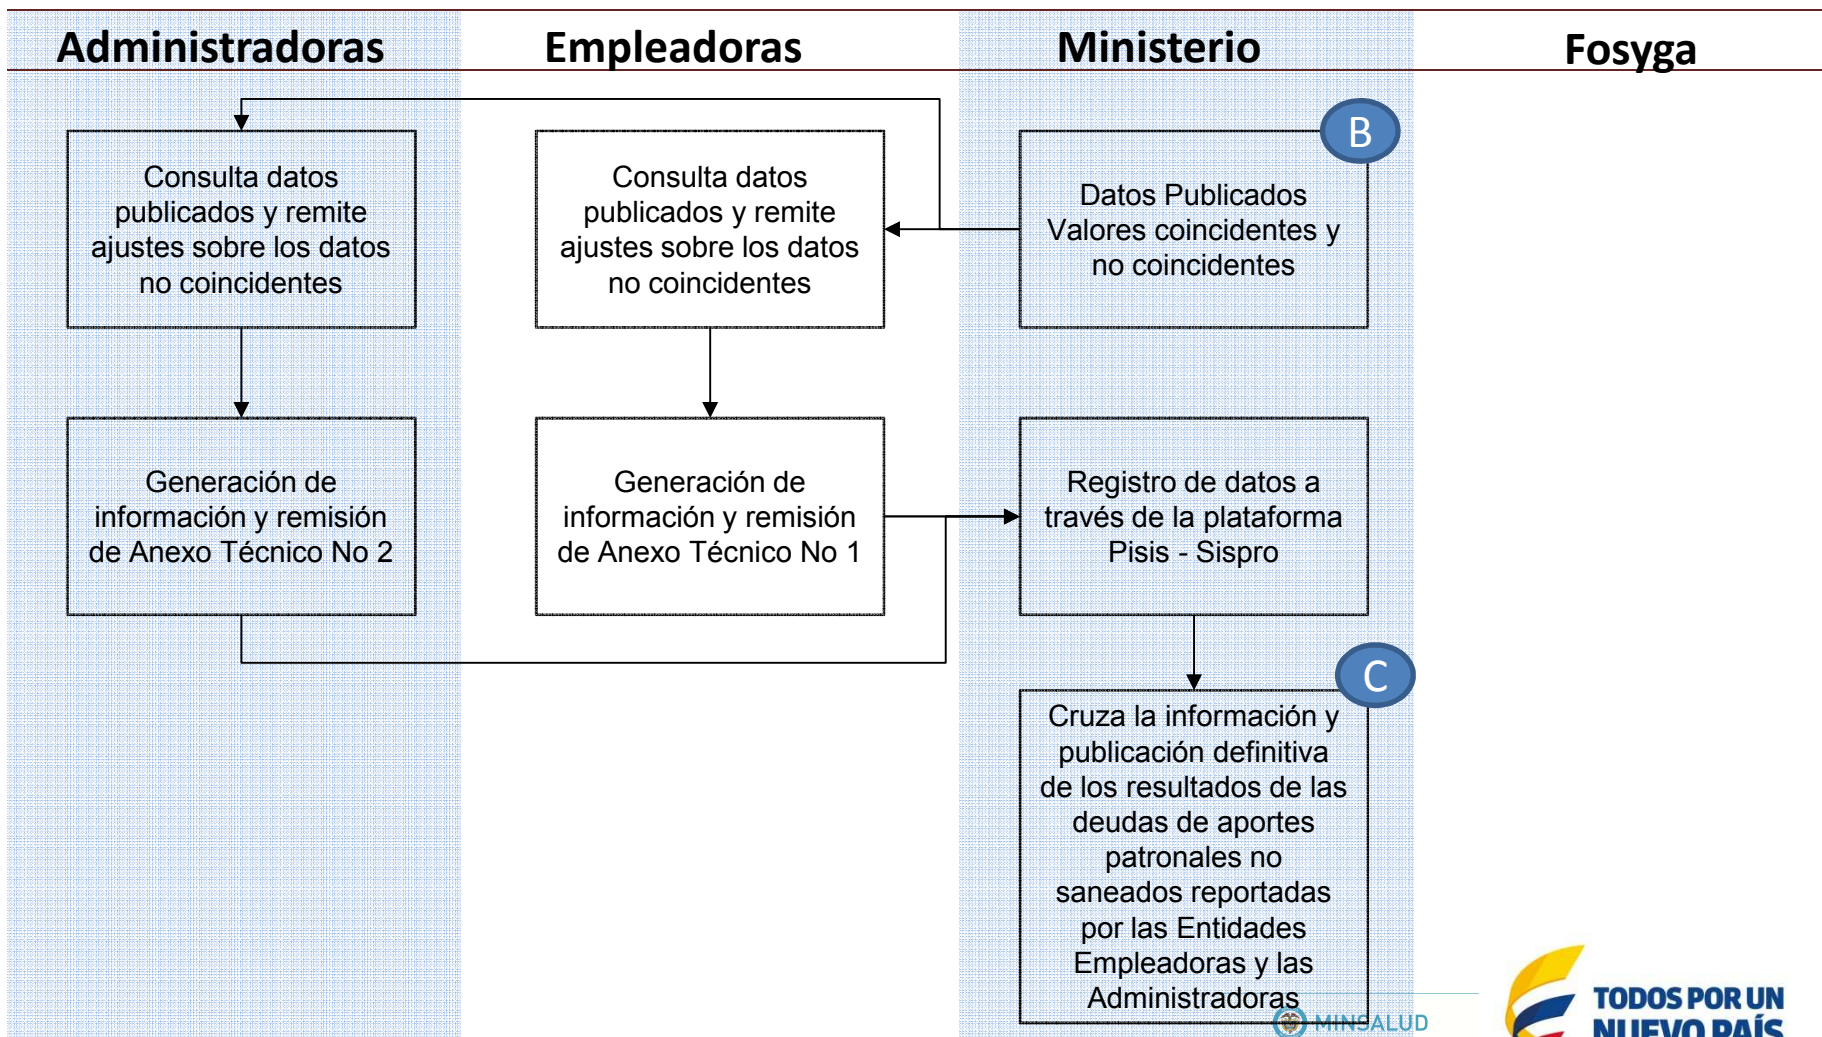 Administradoras
Empleadoras
Ministerio
Fosyga
Consulta datos
publicados y remite
ajustes sobre los datos
no coincidentes
Consulta datos
publicados y remite
ajustes sobre los datos
no coincidentes
B
Datos Publicados
Valores coincidentes y
no coincidentes
Generación de
información y remisión
de Anexo Técnico No 2
Generación de
información y remisión
de Anexo Técnico No 1
Registro de datos a
través de la plataforma
Pisis - Sispro
C
Cruza la información y
publicación definitiva
de los resultados de las
deudas de aportes
patronales no
saneados reportadas
por las Entidades
Empleadoras y las
Administradoras
MINSALUD
TODOS POR UN
NUEVO PAÍS